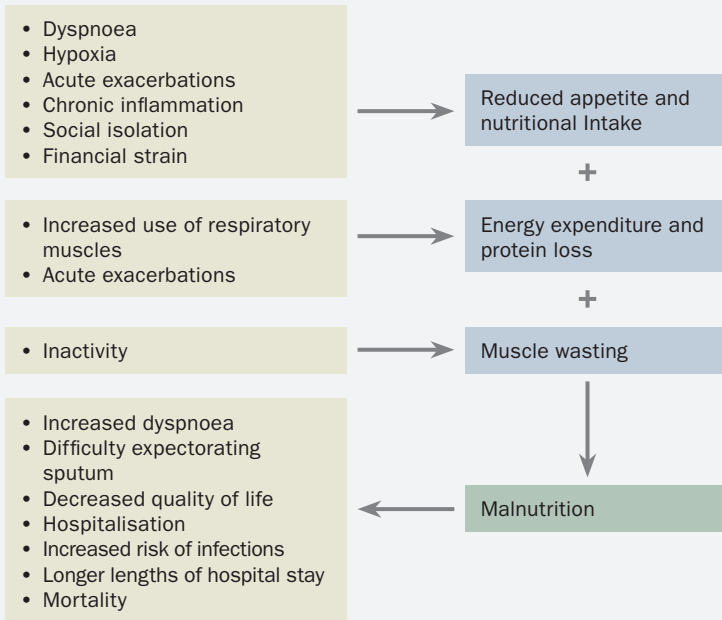 • Dyspnoea
• Hypoxia
• Acute exacerbations
• Chronic inflammation
• Social isolation
• Financial strain
Reduced appetite and
nutritional Intake
+
• Increased use of respiratory
muscles
• Acute exacerbations
Energy expenditure and
protein loss
+
• Inactivity
Muscle wasting
• Increased dyspnoea
• Difficulty expectorating
sputum
• Decreased quality of life
• Hospitalisation
• Increased risk of infections
• Longer lengths of hospital stay
• Mortality
Malnutrition